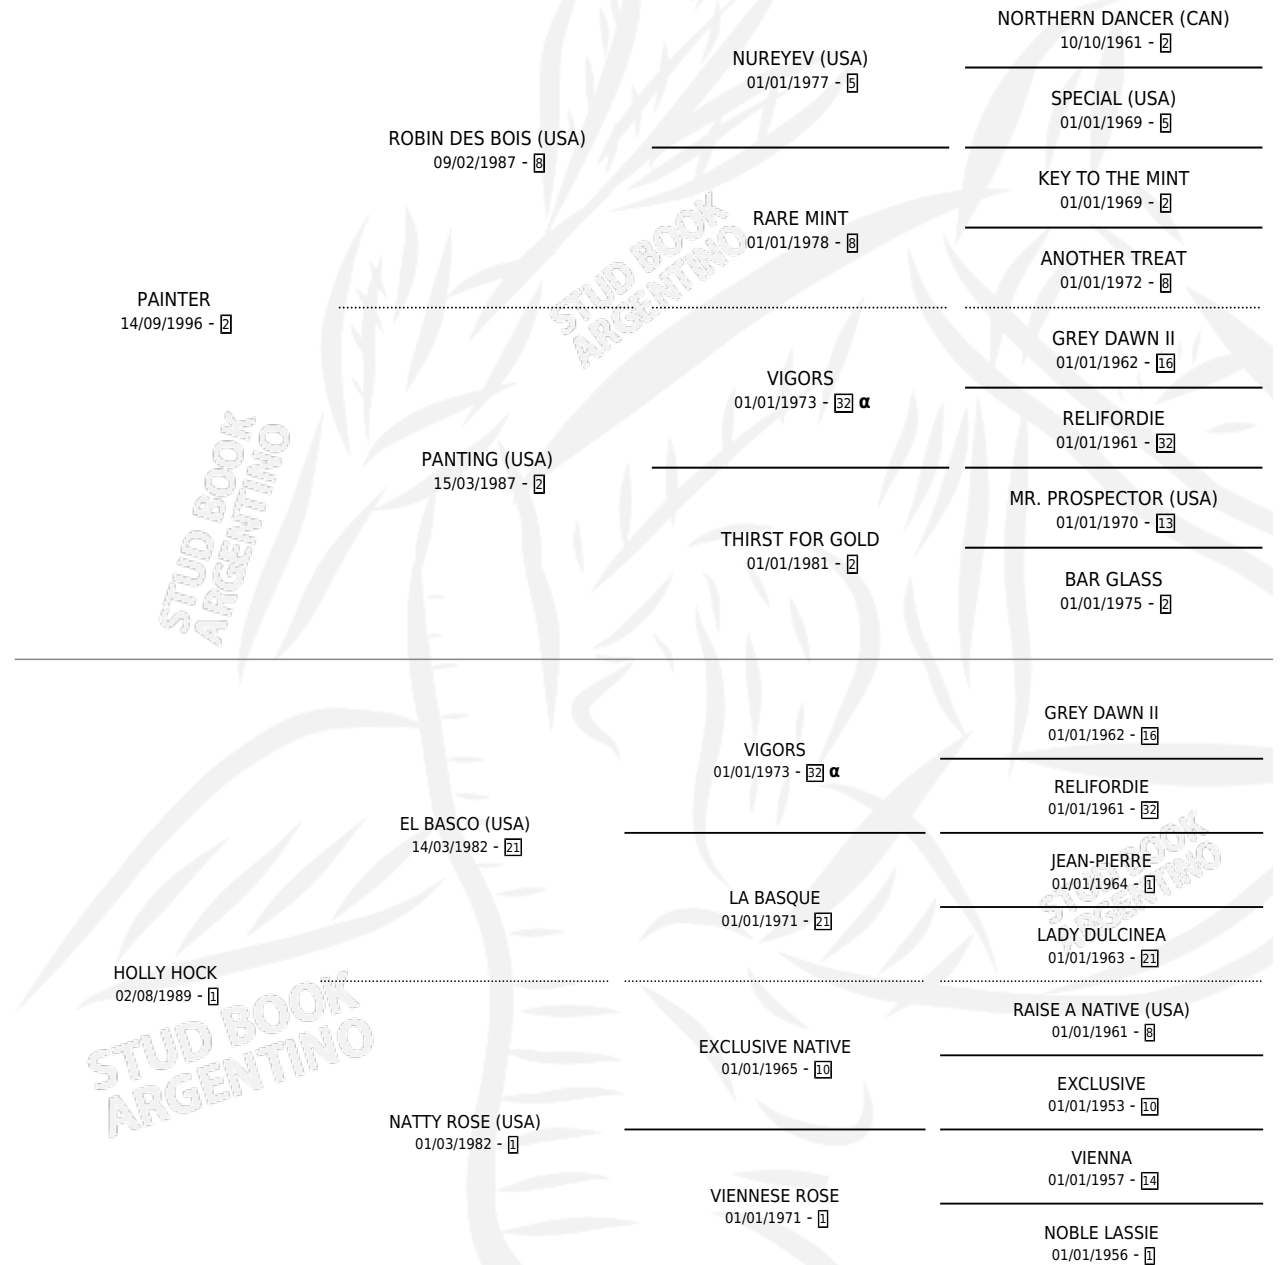 NORTHERN DANCER (CAN)
10/10/1961 - 2
NUREYEV (USA)
01/01/1977 - 5
SPECIAL (USA)
01/01/1969 - 5
ROBIN DES BOIS (USA)
09/02/1987 - 8
KEY TO THE MINT
01/01/1969 - 2
RARE MINT
01/01/1978 - 8
ANOTHER TREAT
01/01/1972 - 8
PAINTER
14/09/1996 - 2
GREY DAWN II
01/01/1962 - 16
VIGORS
01/01/1973 - 32 α
RELIFORDIE
01/01/1961 - 32
PANTING (USA)
15/03/1987 - 2
MR. PROSPECTOR (USA)
01/01/1970 - 13
THIRST FOR GOLD
01/01/1981 - 2
BAR GLASS
01/01/1975 - 2
GREY DAWN II
01/01/1962 - 16
VIGORS
01/01/1973 - 32 α
RELIFORDIE
01/01/1961 - 32
EL BASCO (USA)
14/03/1982 - 21
JEAN-PIERRE
01/01/1964 - 1
LA BASQUE
01/01/1971 - 21
LADY DULCINEA
01/01/1963 - 21
HOLLY HOCK
02/08/1989 - 1
RAISE A NATIVE (USA)
01/01/1961 - 8
EXCLUSIVE NATIVE
01/01/1965 - 10
EXCLUSIVE
01/01/1953 - 10
NATTY ROSE (USA)
01/03/1982 - 1
VIENNA
01/01/1957 - 14
VIENNESE ROSE
01/01/1971 - 1
NOBLE LASSIE
01/01/1956 - 1
STUD BOOK
ARGENTINO
STUD BOOK
ARGENTINO
STUD BOOK
ARGENTINO
STUD BOOK
ARGENTINO